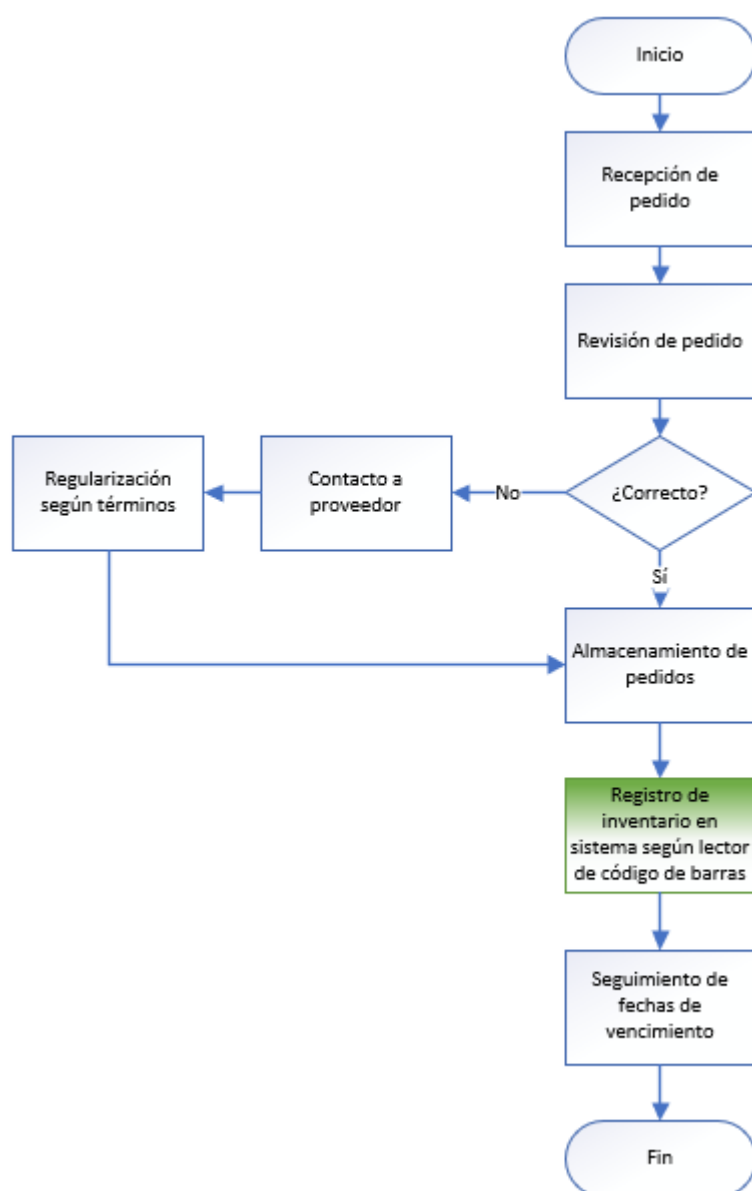 Inicio
Recepción de
pedido
Revisión de pedido
¿Correcto?
No
Contacto a
proveedor
Regularización
según términos
Sí
Almacenamiento de
pedidos
Registro de
inventario en
sistema según lector
de código de barras
Seguimiento de
fechas de
vencimiento
Fin